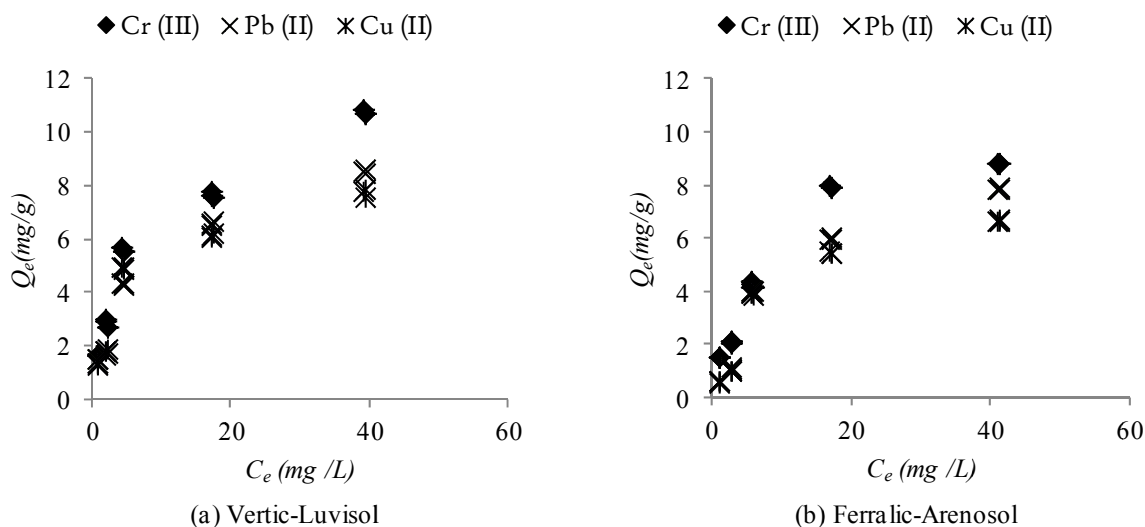 Cr (III) Pb (II) Cu (II)
12
10
8
6
4
2
0
Qe(mg/g)
0 20 40 60
Ce (mg /L)
(a) Vertic-Luvisol
Cr (III) Pb (II) Cu (II)
12
10
8
6
4
2
0
Qe(mg/g)
0 20 40 60
Ce (mg /L)
(b) Ferralic-Arenosol